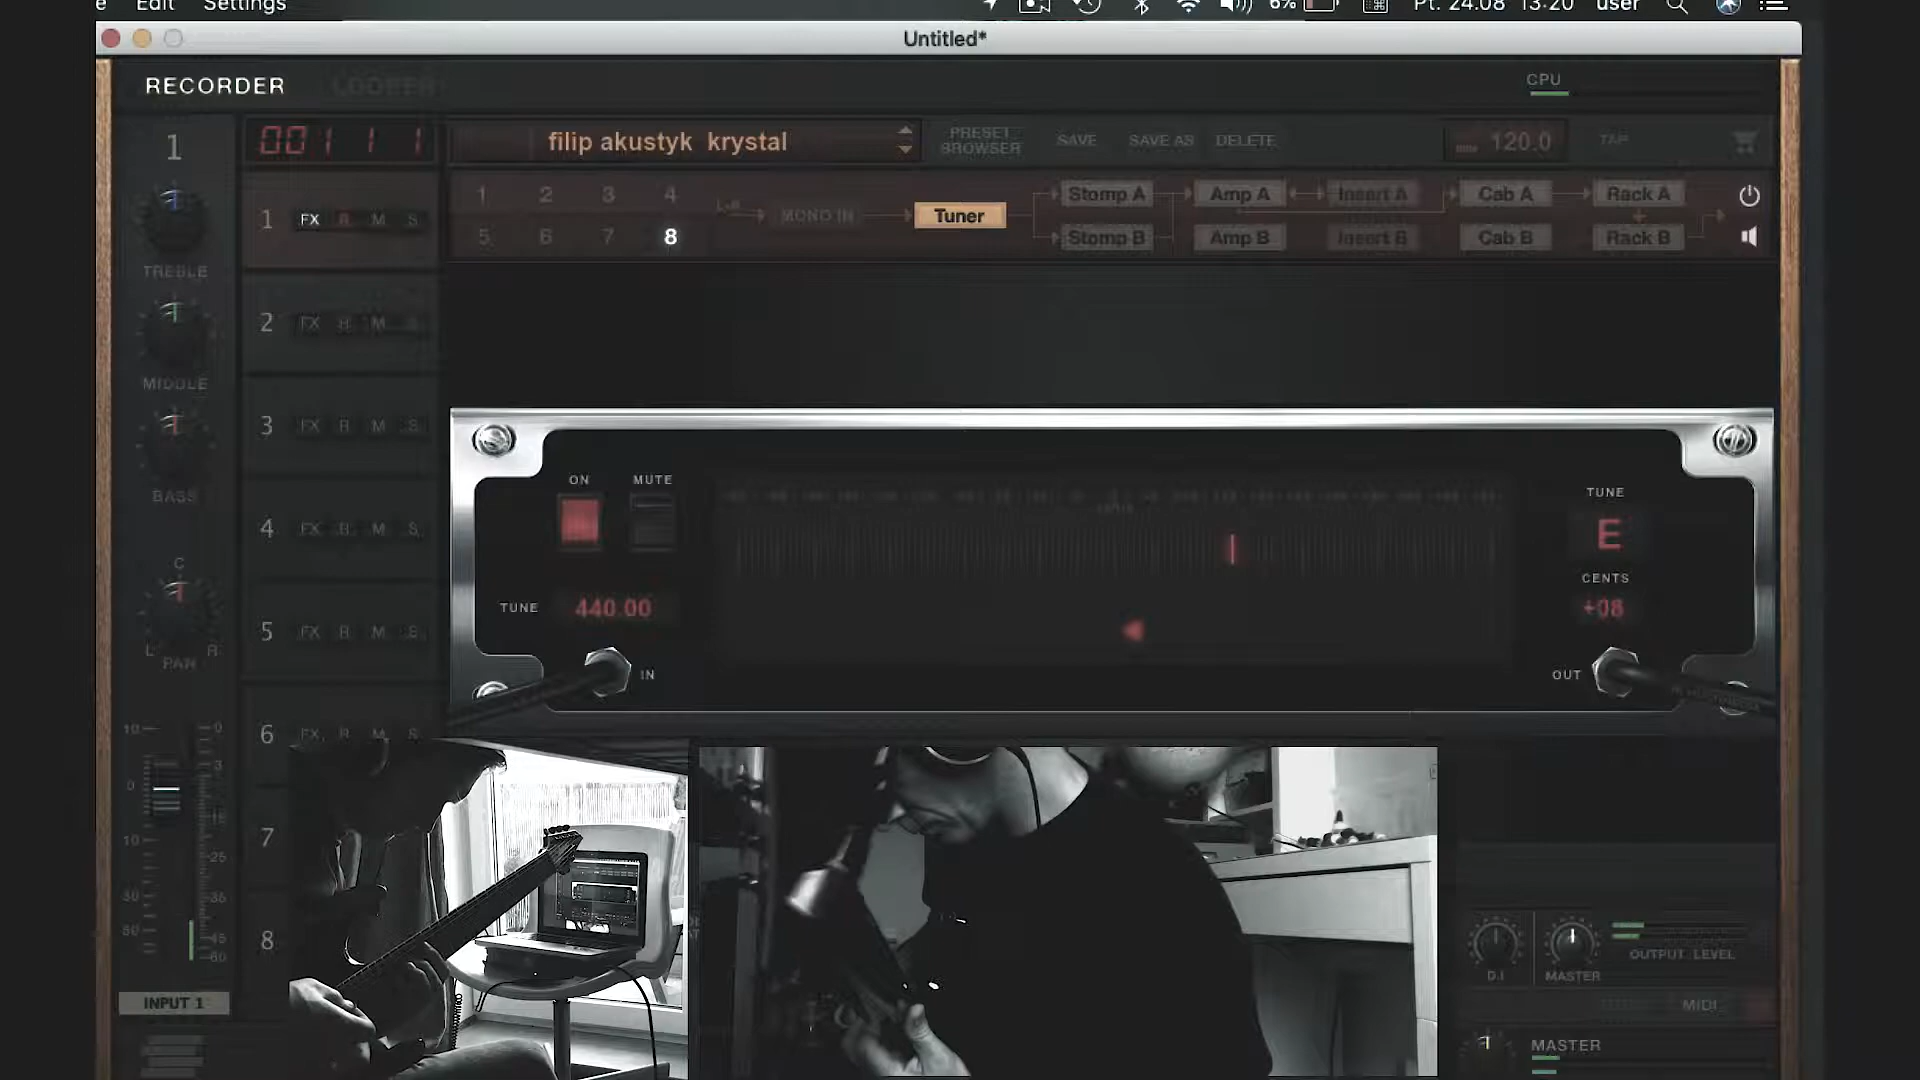 e Edit Settings 6% Pt. 24.08 13:20 user
Untitled*
RECORDER LOOPER CPU
1 001 1 1 filip akustyk krystal PRESET BROWSER SAVE SAVE AS DELETE 120.0 TAP
1 FX R M S 1 2 3 4 L+R MONO IN Tuner Stomp A Amp A Insert A Cab A Rack A
5 6 7 8 Stomp B Amp B Insert B Cab B Rack B
TREBLE
2 FX R M S
MIDDLE
3 FX R M S
ON MUTE TUNE
BASS
4 FX R M S E
C CENTS
TUNE 440.00 +08
5 FX R M S
L PAN R
IN OUT
6 FX R M S
7
8
INPUT 1
D.I MASTER OUTPUT LEVEL
MIDI
MASTER